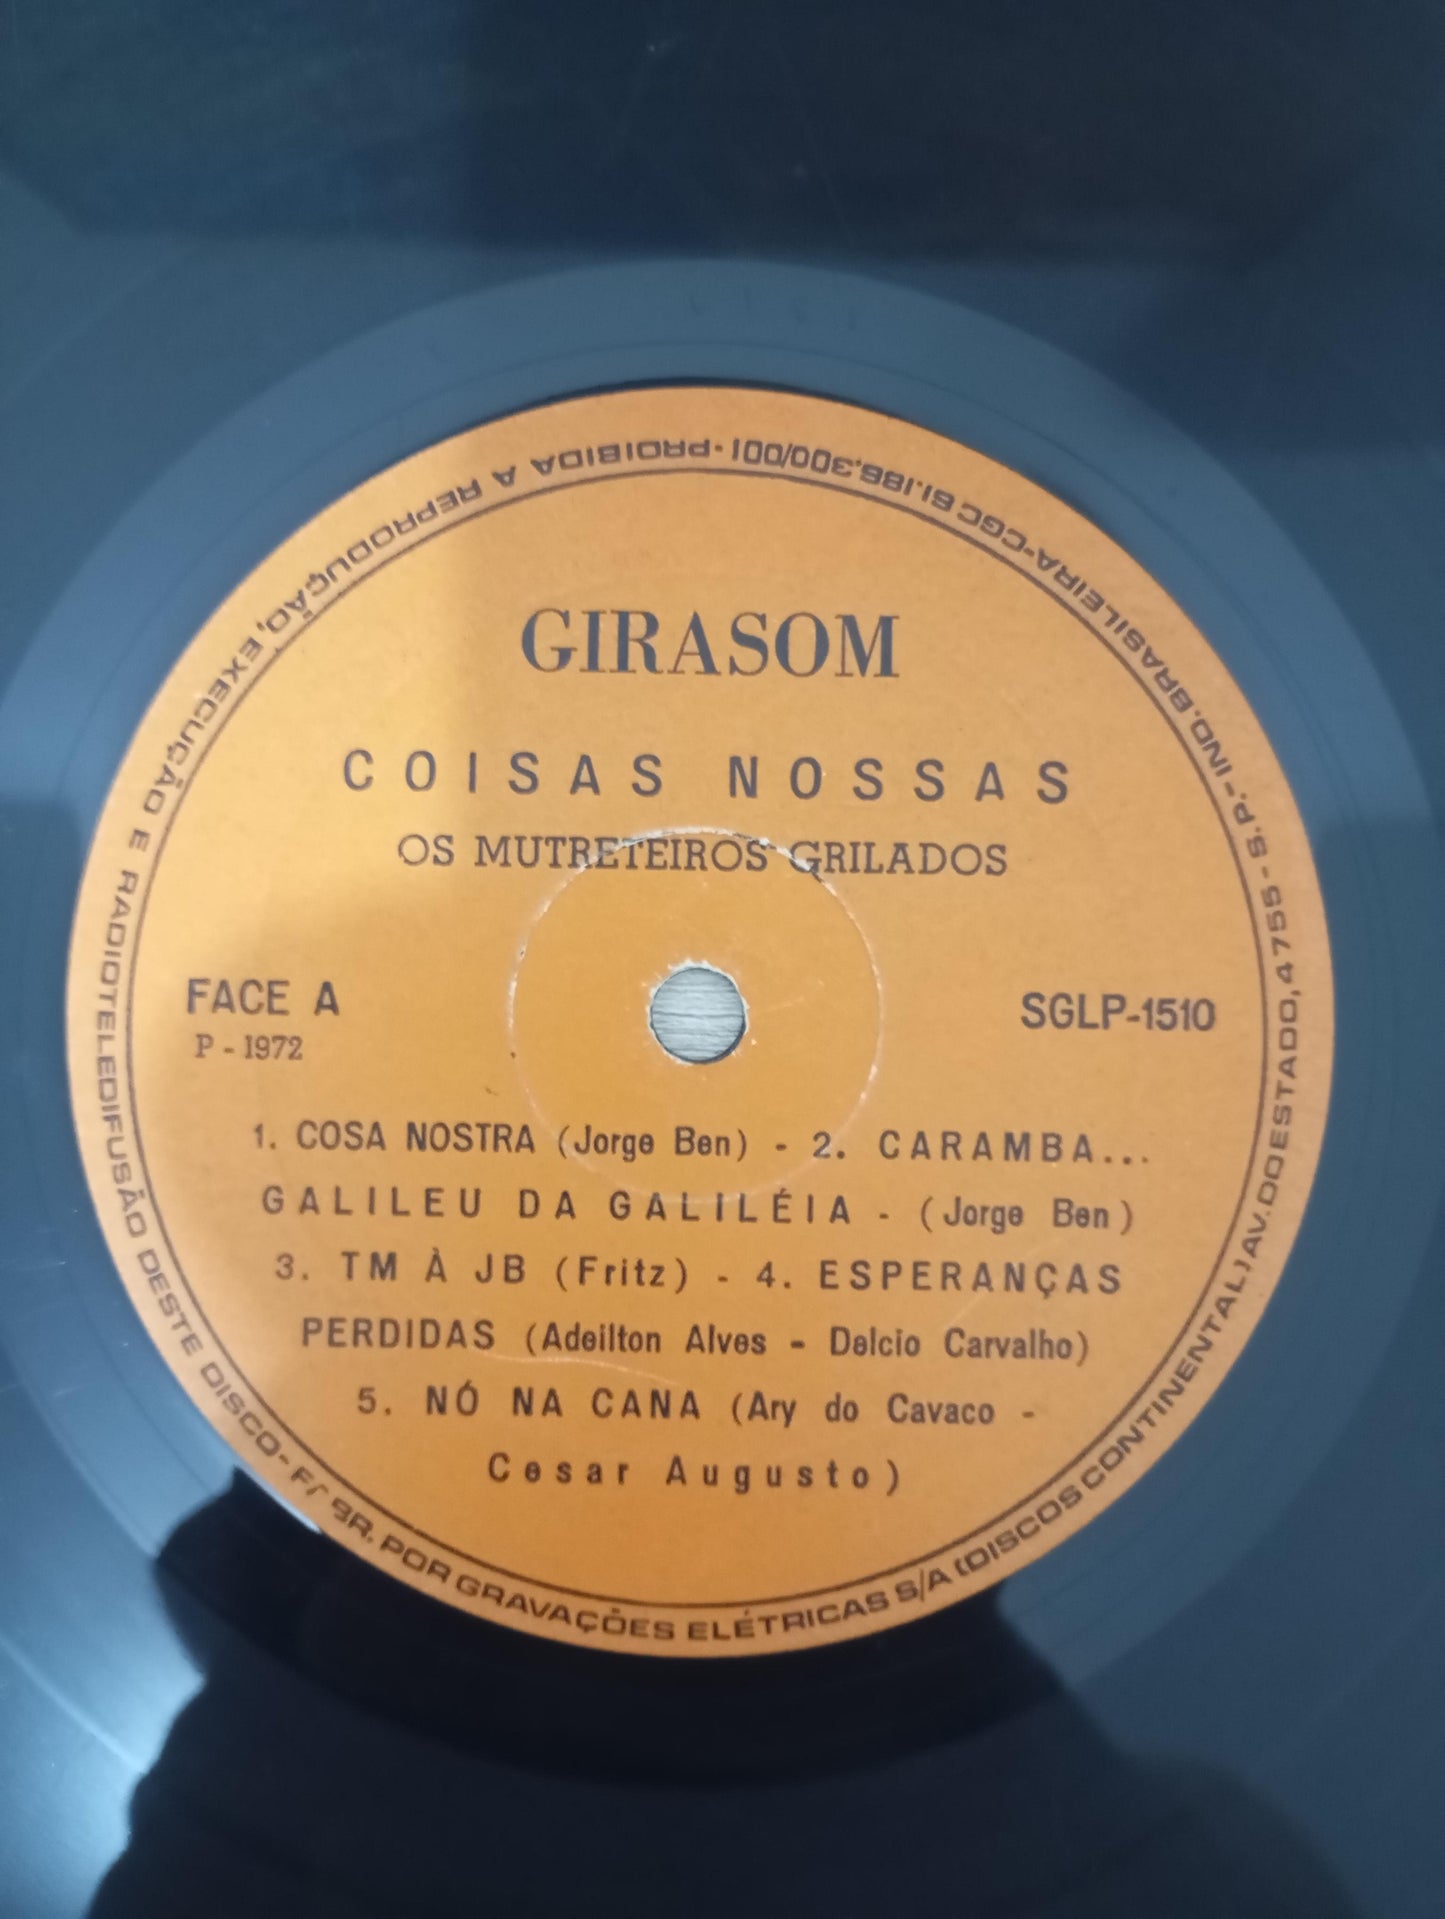 GIRASOM
COISAS NOSSAS
OS MUTRETEIROS GRILADOS
FACE A
P - 1972
SGLP-1510
1. COSA NOSTRA (Jorge Ben) - 2. CARAMBA...
GALILEU DA GALILÉIA - (Jorge Ben)
3. TM À JB (Fritz) - 4. ESPERANÇAS
PERDIDAS (Adeilton Alves - Delcio Carvalho)
5. NÓ NA CANA (Ary do Cavaco -
Cesar Augusto)
PROIBIDA A REPRODUÇÃO, EXECUÇÃO E RADIOTELEDIFUSÃO DESTE DISCO - F/ GR. POR GRAVAÇÕES ELÉTRICAS S/A (DISCOS CONTINENTAL) AV. DO ESTADO, 4755 - S.P. - IND. BRASILEIRA - CGC 61.186.300/001 -